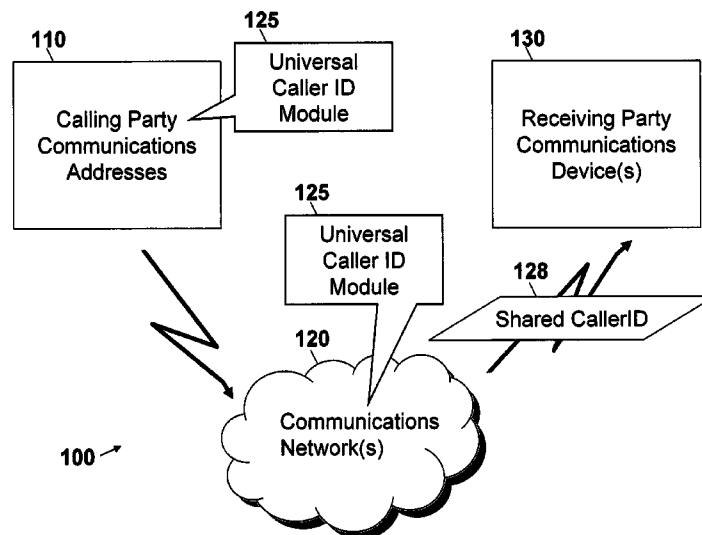 110
Calling Party
Communications
Addresses
125
Universal
Caller ID
Module
130
Receiving Party
Communications
Device(s)
125
Universal
Caller ID
Module
128
Shared CallerID
120
Communications
Network(s)
100